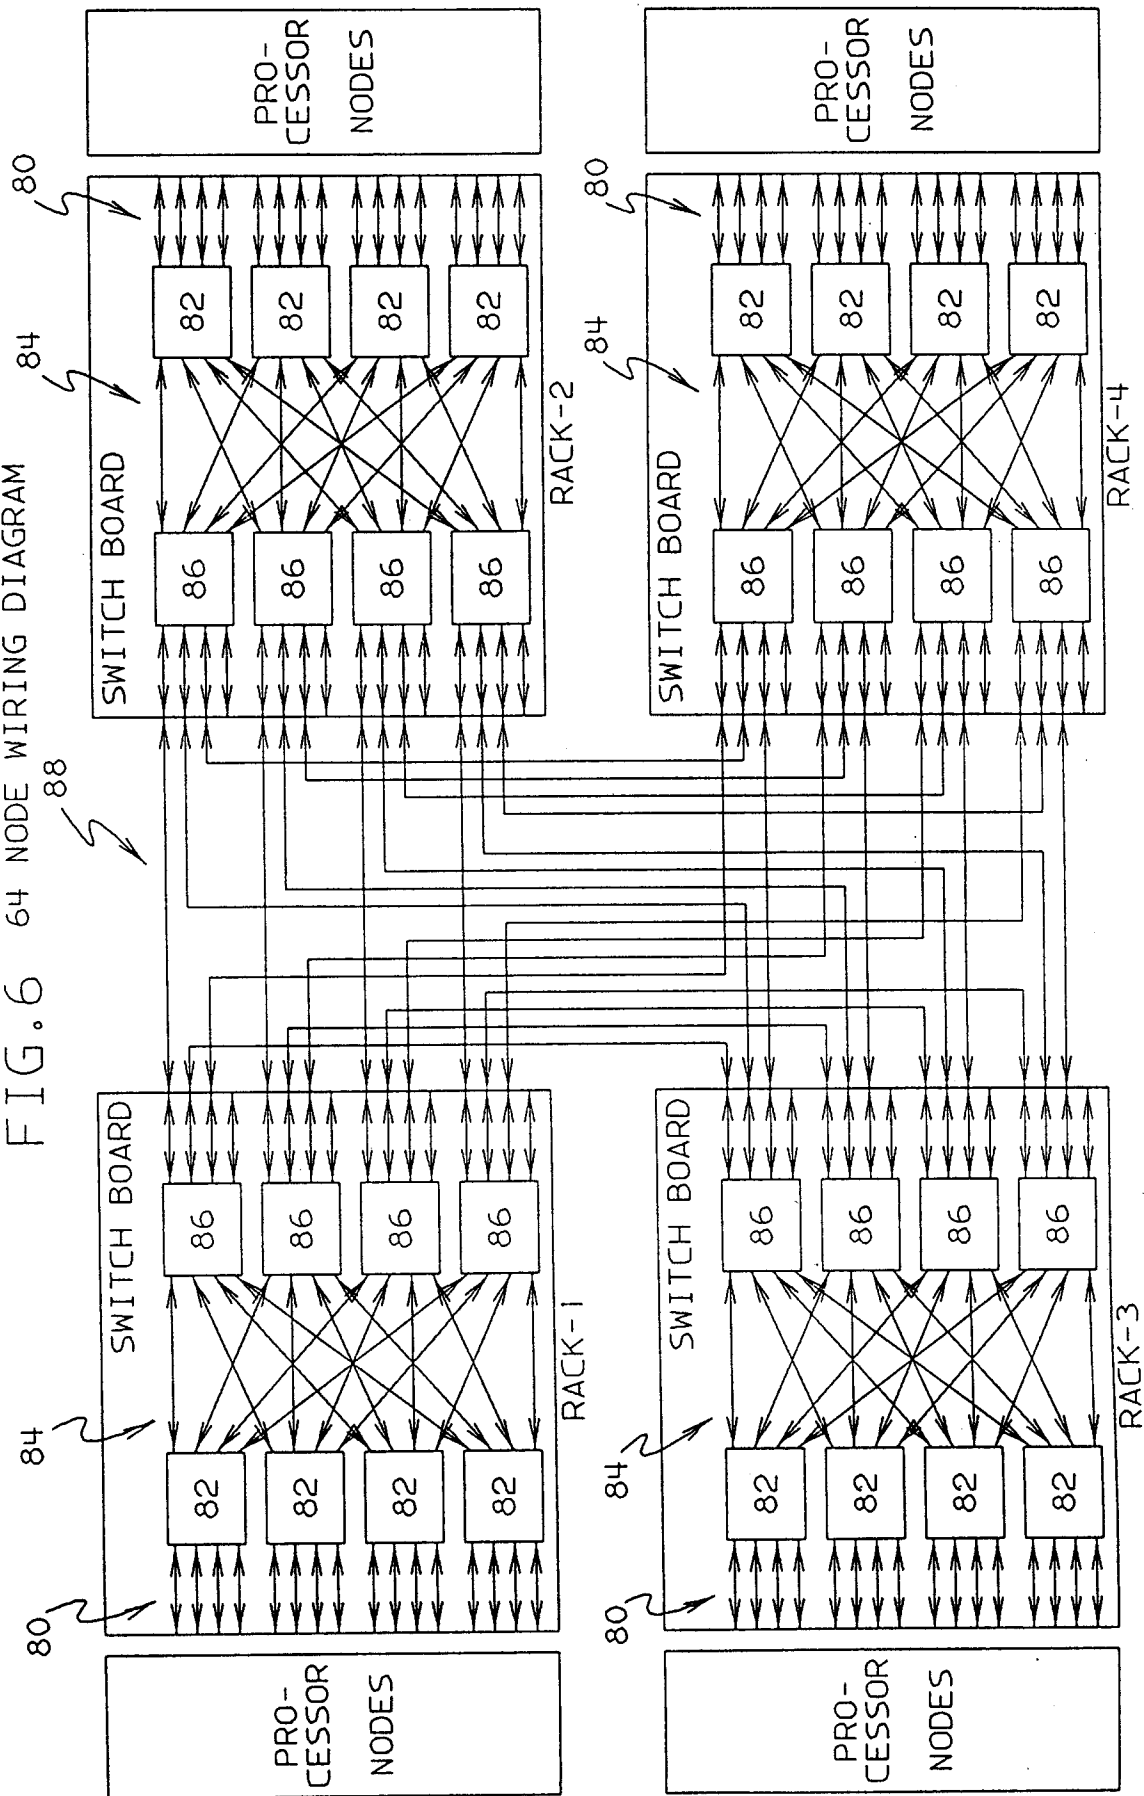 FIG.6 64 NODE WIRING DIAGRAM
88
80
84
SWITCH BOARD
82
86
82
86
82
86
82
86
RACK-1
PRO-
CESSOR
NODES
84
80
SWITCH BOARD
86
82
86
82
86
82
86
82
RACK-2
PRO-
CESSOR
NODES
80
84
SWITCH BOARD
82
86
82
86
82
86
82
86
RACK-3
PRO-
CESSOR
NODES
84
80
SWITCH BOARD
86
82
86
82
86
82
86
82
RACK-4
PRO-
CESSOR
NODES